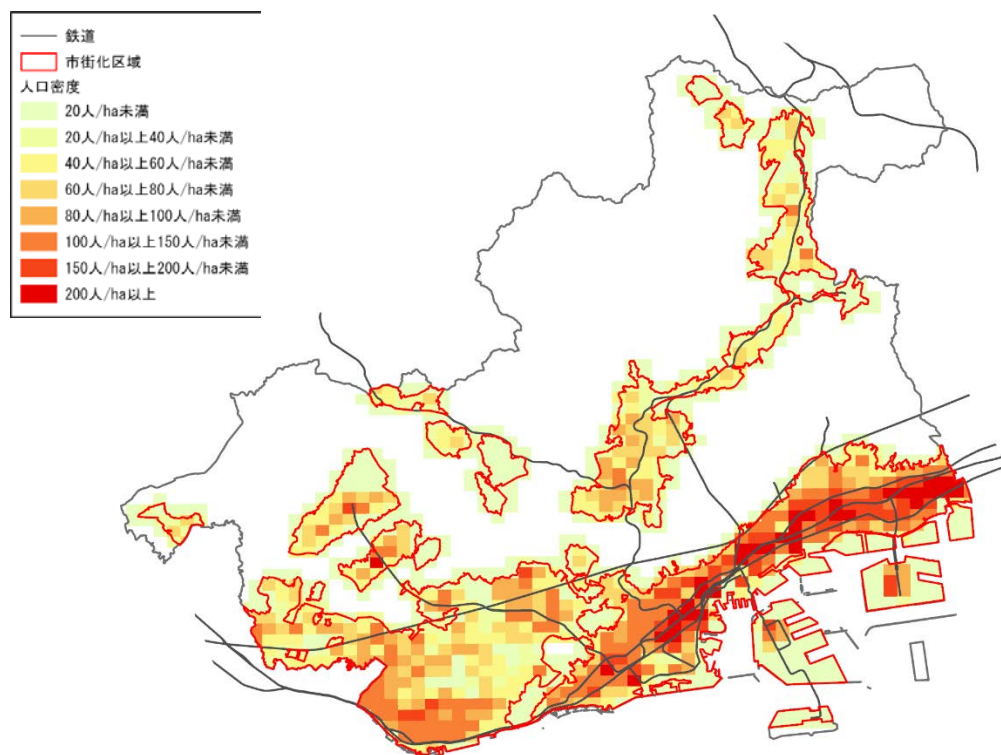 鉄道
市街化区域
人口密度
20人/ha未満
20人/ha以上40人/ha未満
40人/ha以上60人/ha未満
60人/ha以上80人/ha未満
80人/ha以上100人/ha未満
100人/ha以上150人/ha未満
150人/ha以上200人/ha未満
200人/ha以上